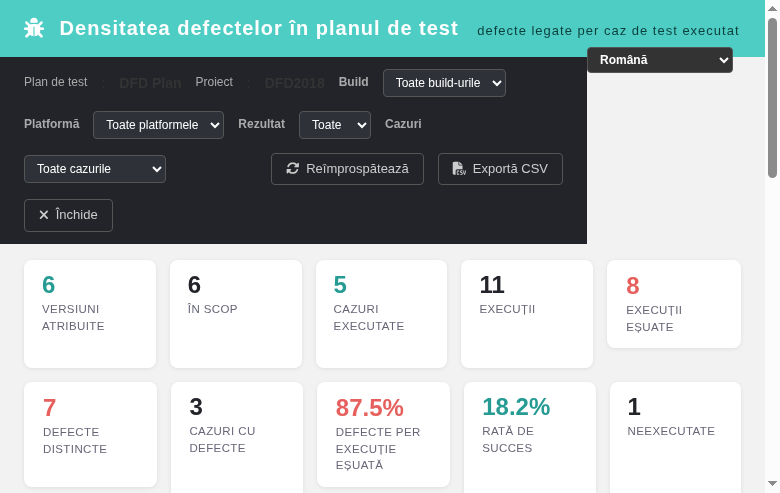 Densitatea defectelor în planul de test defecte legate per caz de test executat
Română
Plan de test : DFD Plan Proiect : DFD2018 Build Toate build-urile
Platformă Toate platformele Rezultat Toate Cazuri
Toate cazurile Reîmprospătează Exportă CSV
Închide
6
VERSIUNI
ATRIBUITE
6
ÎN SCOP
5
CAZURI
EXECUTATE
11
EXECUȚII
8
EXECUȚII
EȘUATE
7
DEFECTE
DISTINCTE
3
CAZURI CU
DEFECTE
87.5%
DEFECTE PER
EXECUȚIE
EȘUATĂ
18.2%
RATĂ DE
SUCCES
1
NEEXECUTATE